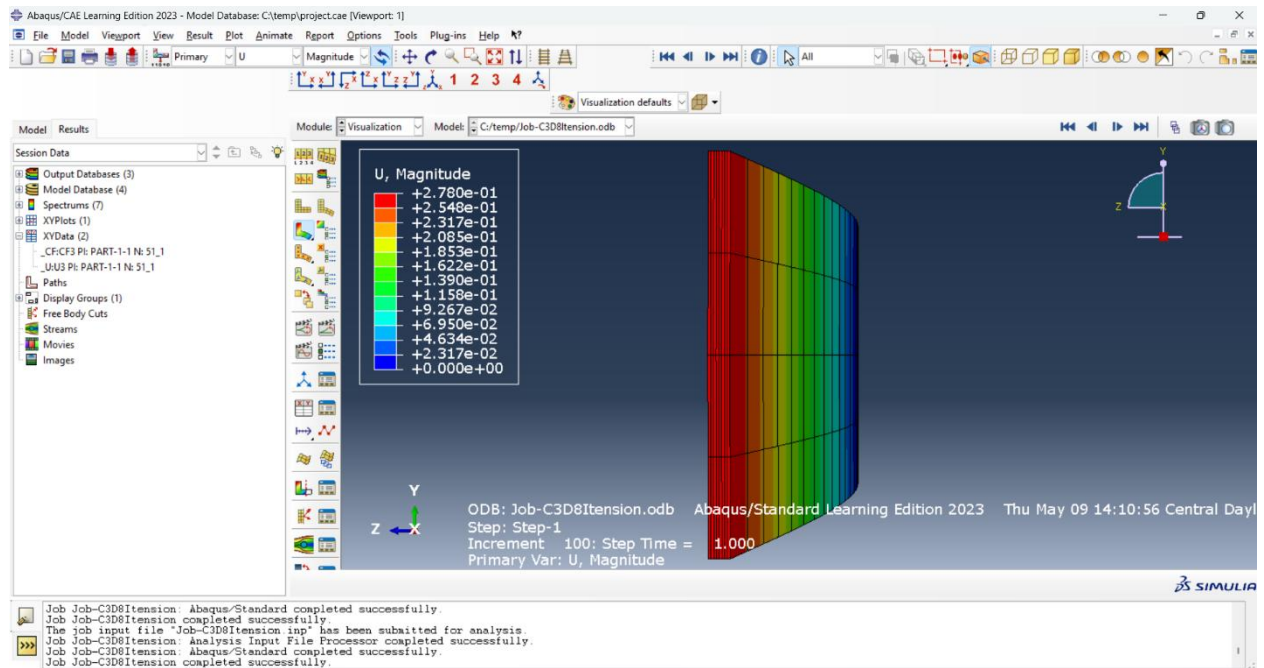 Abaqus/CAE Learning Edition 2023 - Model Database: C:\temp\project.cae [Viewport: 1]
File Model Viewport View Result Plot Animate Report Options Tools Plug-ins Help
Primary U Magnitude All
1 2 3 4
Visualization defaults
Model Results
Module: Visualization Model: C:/temp/Job-C3D8Itension.odb
Session Data
Output Databases (3)
Model Database (4)
Spectrums (7)
XYPlots (1)
XYData (2)
_CF:CF3 PI: PART-1-1 N: 51_1
_U:U3 PI: PART-1-1 N: 51_1
Paths
Display Groups (1)
Free Body Cuts
Streams
Movies
Images
U, Magnitude
+2.780e-01
+2.548e-01
+2.317e-01
+2.085e-01
+1.853e-01
+1.622e-01
+1.390e-01
+1.158e-01
+9.267e-02
+6.950e-02
+4.634e-02
+2.317e-02
+0.000e+00
Y
Z X
Y
Z X
ODB: Job-C3D8Itension.odb Abaqus/Standard Learning Edition 2023 Thu May 09 14:10:56 Central Dayl
Step: Step-1
Increment 100: Step Time = 1.000
Primary Var: U, Magnitude
SIMULIA
Job Job-C3D8Itension: Abaqus/Standard completed successfully.
Job Job-C3D8Itension completed successfully.
The job input file "Job-C3D8Itension.inp" has been submitted for analysis.
Job Job-C3D8Itension: Analysis Input File Processor completed successfully.
Job Job-C3D8Itension: Abaqus/Standard completed successfully.
Job Job-C3D8Itension completed successfully.